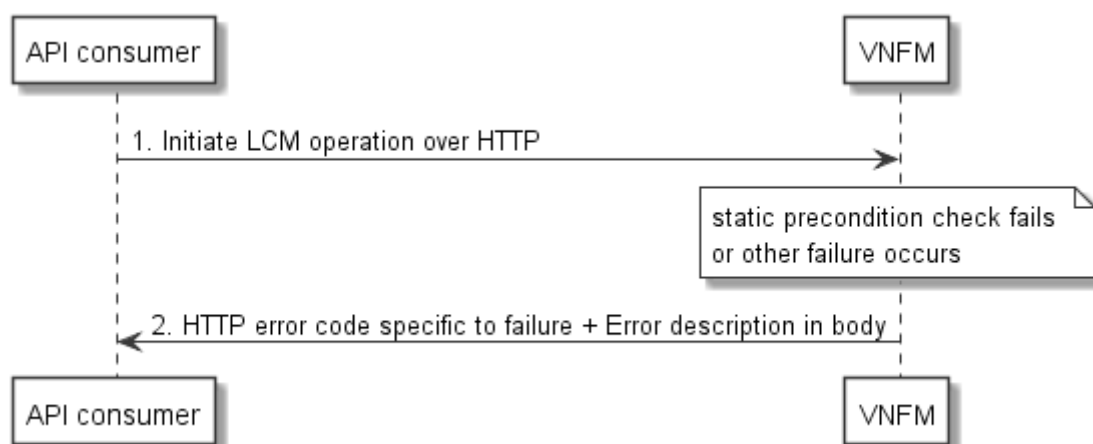 API consumer
VNFM
1. Initiate LCM operation over HTTP
static precondition check fails
or other failure occurs
2. HTTP error code specific to failure + Error description in body
API consumer
VNFM